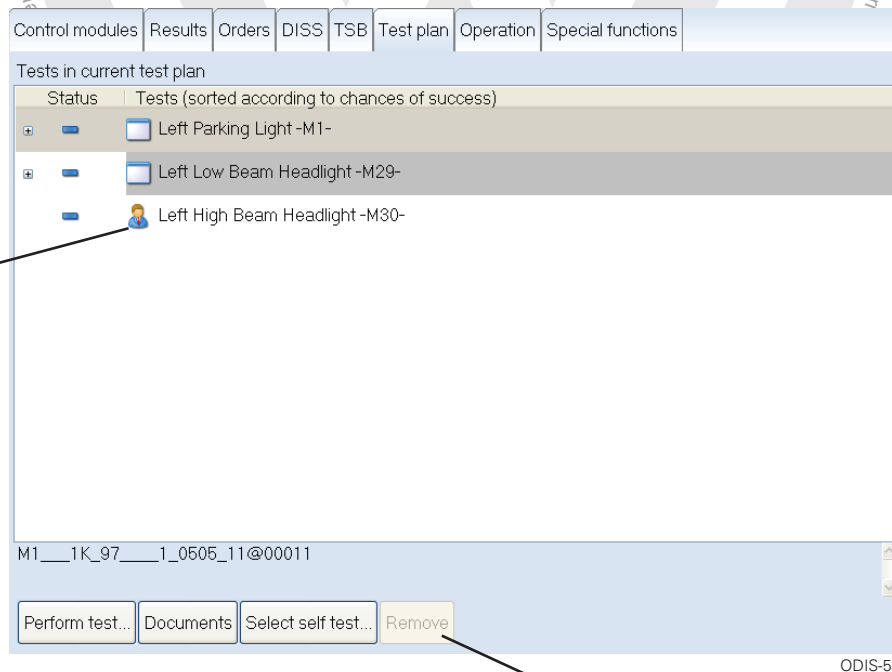 Control modules Results Orders DISS TSB Test plan Operation Special functions
Tests in current test plan
Status Tests (sorted according to chances of success)
Left Parking Light -M1-
Left Low Beam Headlight -M29-
Left High Beam Headlight -M30-
M1___1K_97____1_0505_11@00011
Perform test... Documents Select self test... Remove
ODIS-5